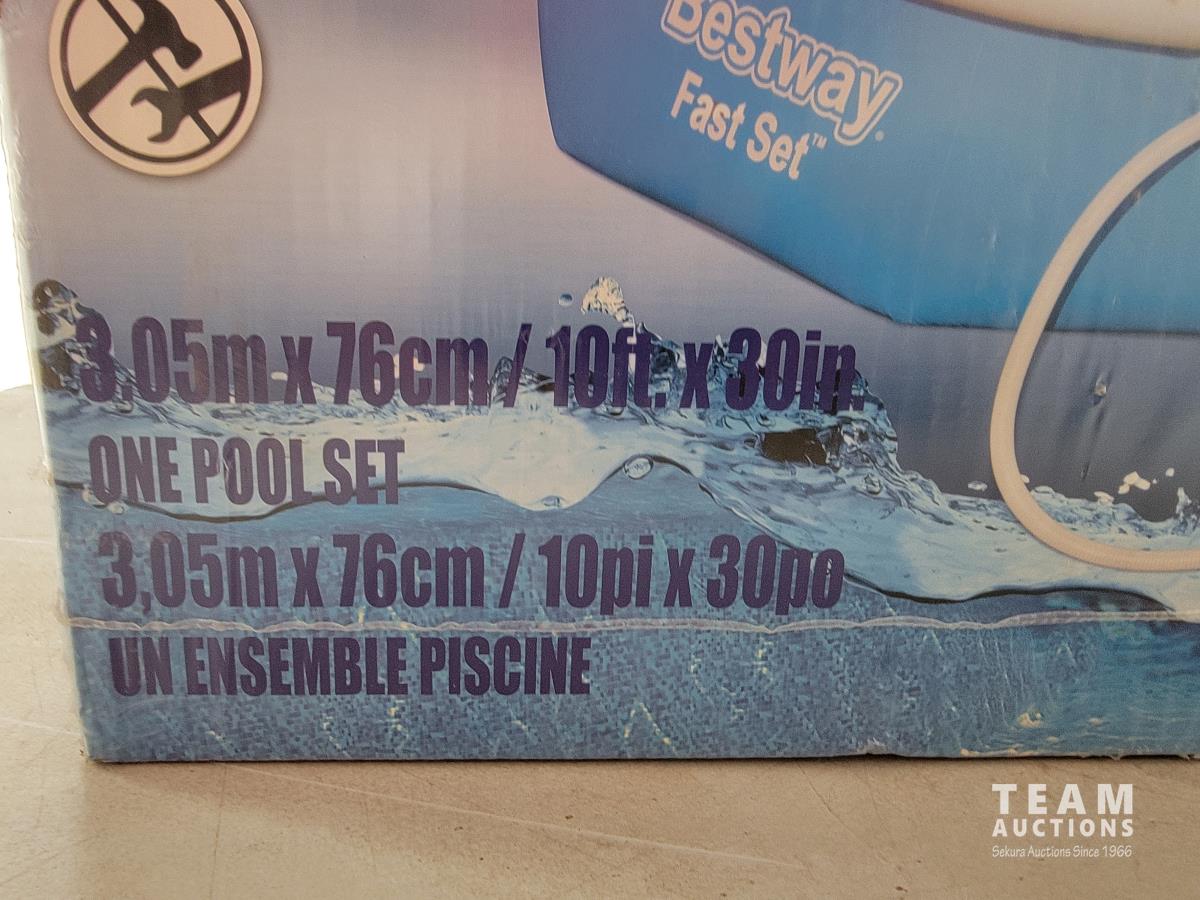 Bestway
Fast Set™
3,05m x 76cm / 10ft. x 30in.
ONE POOL SET
3,05m x 76cm / 10pi x 30po
UN ENSEMBLE PISCINE
TEAM
AUCTIONS
Sekura Auctions Since 1966